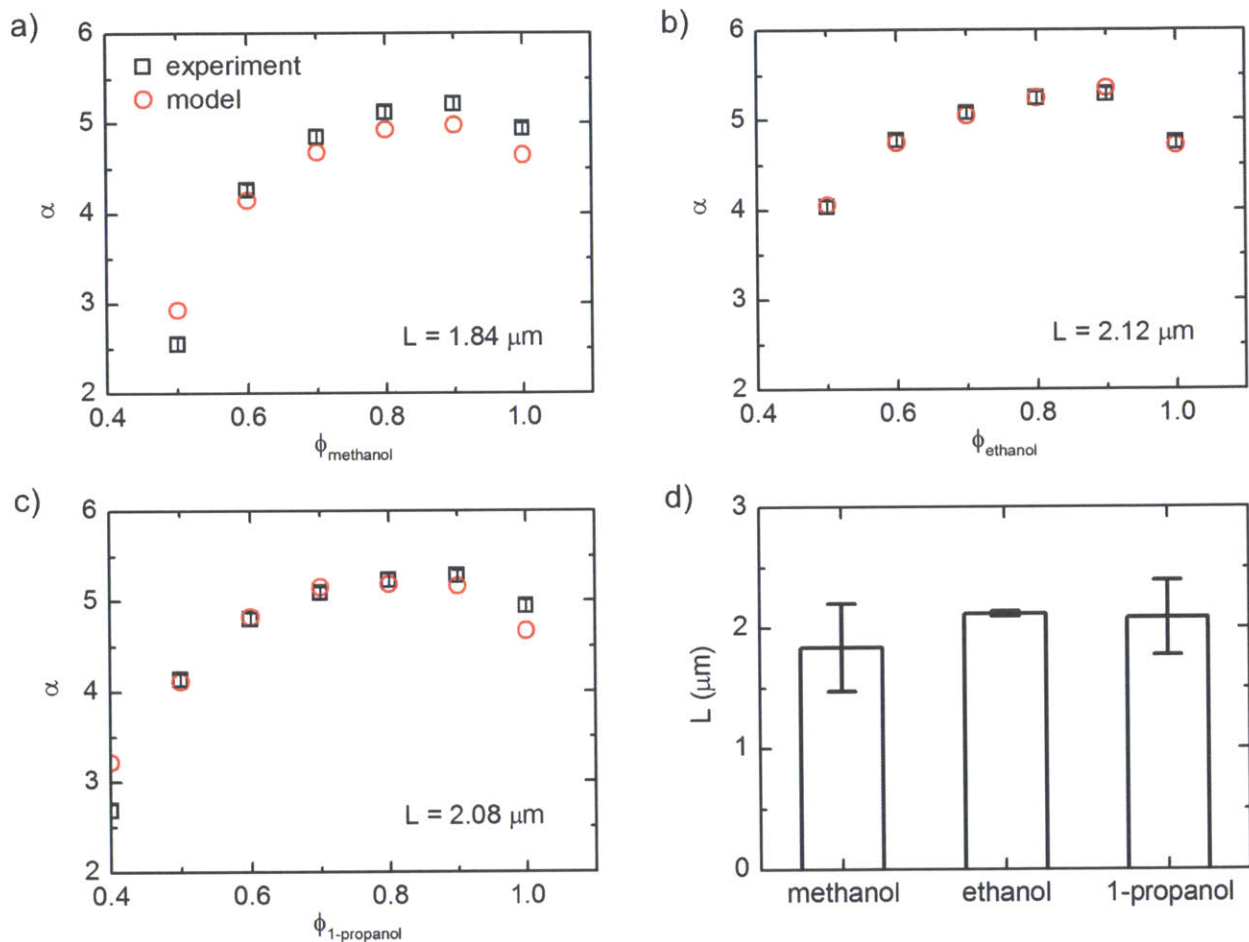 a)
6
5
4
3
2
α
□ experiment
○ model
L = 1.84 μm
0.4 0.6 0.8 1.0
ϕmethanol
b)
6
5
4
3
2
α
L = 2.12 μm
0.4 0.6 0.8 1.0
ϕethanol
c)
6
5
4
3
2
α
L = 2.08 μm
0.4 0.6 0.8 1.0
ϕ1-propanol
d)
3
2
1
0
L (μm)
methanol ethanol 1-propanol